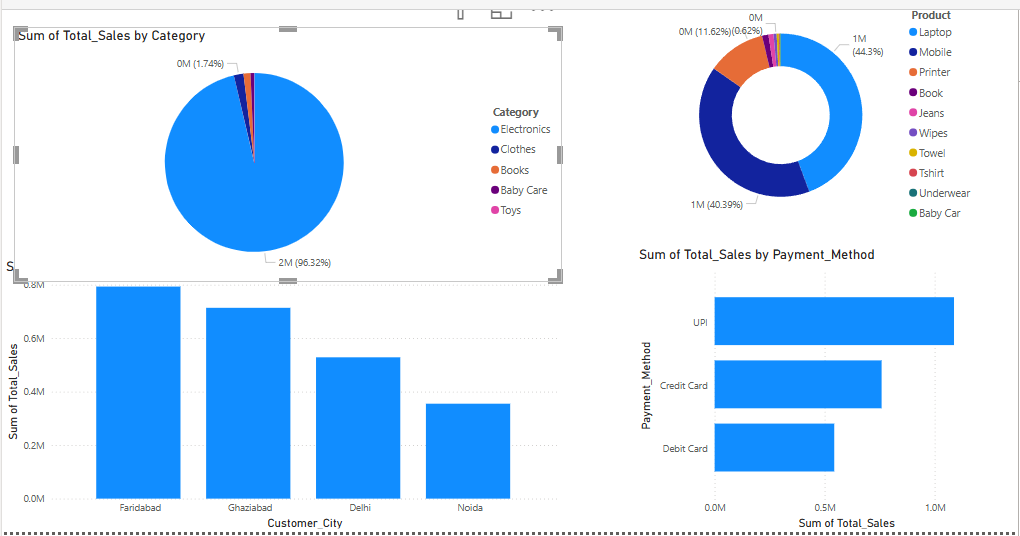 Sum of Total_Sales by Category
0M (1.74%)
2M (96.32%)
Category
Electronics
Clothes
Books
Baby Care
Toys
0M
0M (11.62%)
(0.62%)
1M
(44.3%)
1M (40.39%)
Product
Laptop
Mobile
Printer
Book
Jeans
Wipes
Towel
Tshirt
Underwear
Baby Car
S
0.8M
0.6M
0.4M
0.2M
0.0M
Sum of Total_Sales
Faridabad
Ghaziabad
Delhi
Noida
Customer_City
Sum of Total_Sales by Payment_Method
Payment_Method
UPI
Credit Card
Debit Card
0.0M
0.5M
1.0M
Sum of Total_Sales